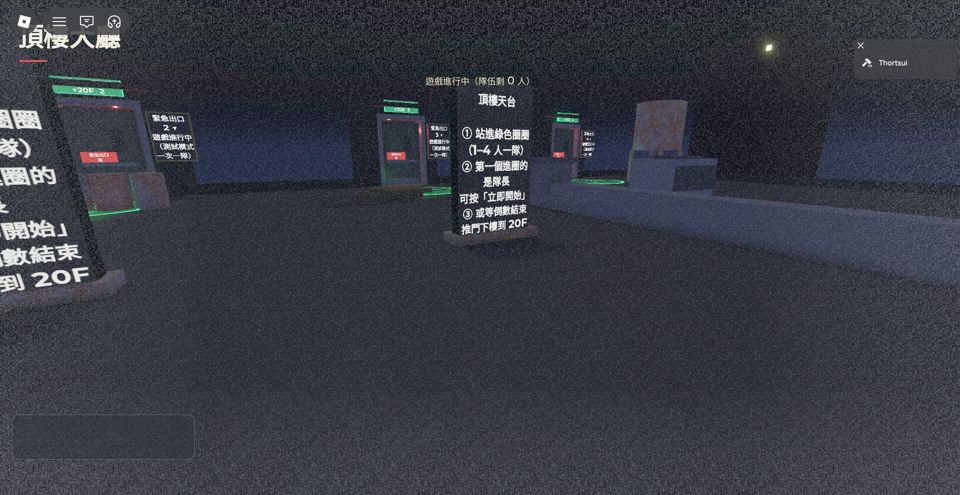 頂樓大廳
遊戲進行中（隊伍剩 0 人）
Thortsui
20F 2
緊急出口
緊急出口
2
遊戲進行中
（測試模式
一次一隊）
頂樓天台
① 站進綠色圈圈
（1–4 人一隊）
② 第一個進圈的
是隊長
可按「立即開始」
③ 或等倒數結束
推門下樓到 20F
圈圈
隊）
圈的
開始」
數結束
到 20F